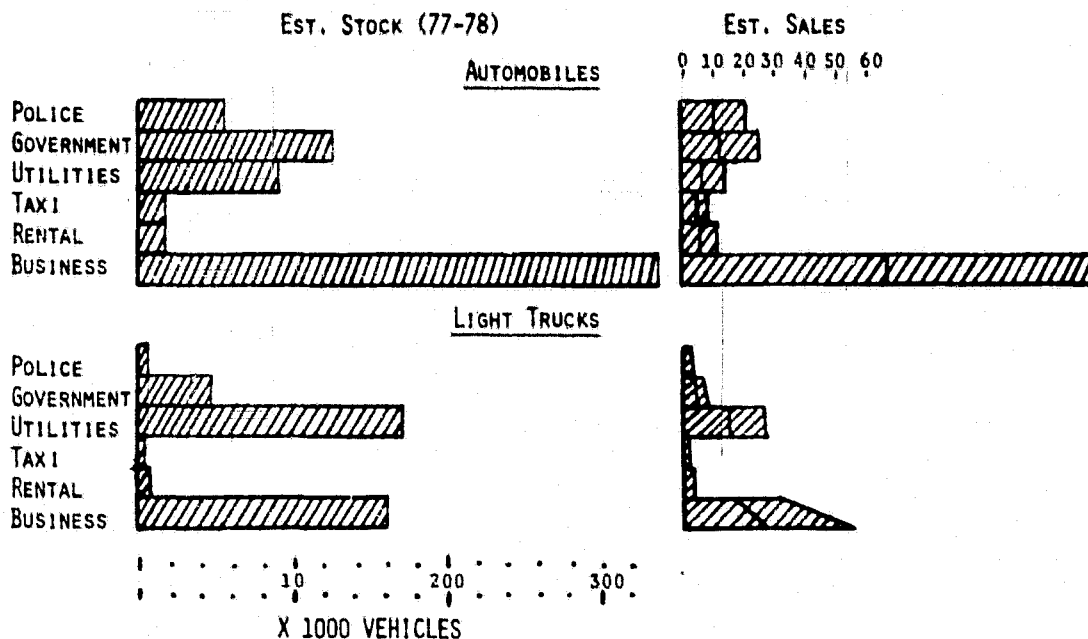 EST. STOCK (77-78) EST. SALES
0 10 20 30 40 50 60
AUTOMOBILES
POLICE
GOVERNMENT
UTILITIES
TAXI
RENTAL
BUSINESS
LIGHT TRUCKS
POLICE
GOVERNMENT
UTILITIES
TAXI
RENTAL
BUSINESS
10 200 300
X 1000 VEHICLES